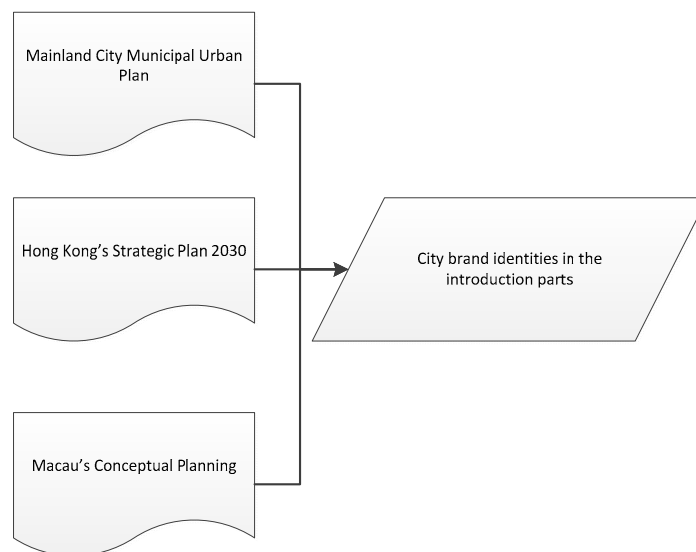 Mainland City Municipal Urban
Plan
Hong Kong's Strategic Plan 2030
City brand identities in the
introduction parts
Macau's Conceptual Planning